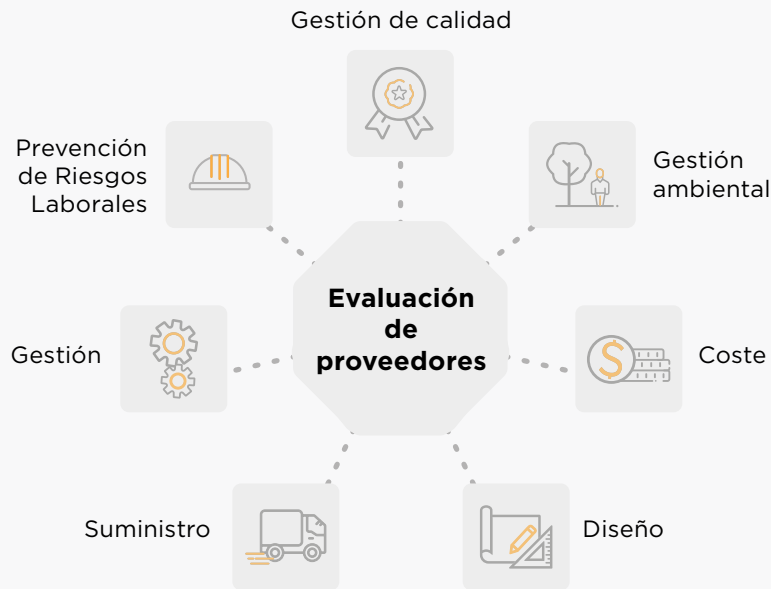 Gestión de calidad
Prevención
de Riesgos
Laborales
Gestión
ambiental
Evaluación
de
proveedores
Gestión
$
Coste
Suministro
Diseño